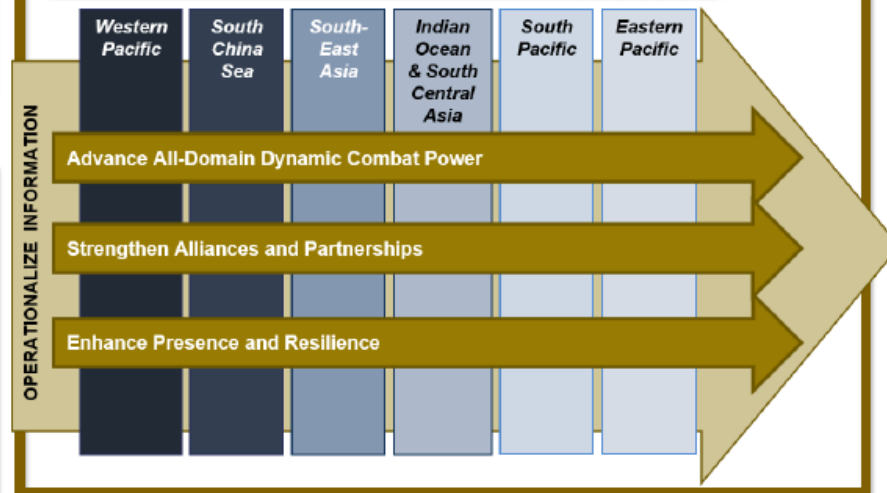 Western
Pacific
South
China
Sea
South-
East
Asia
Indian
Ocean
& South
Central
Asia
South
Pacific
Eastern
Pacific
OPERATIONALIZE INFORMATION
Advance All-Domain Dynamic Combat Power
Strengthen Alliances and Partnerships
Enhance Presence and Resilience